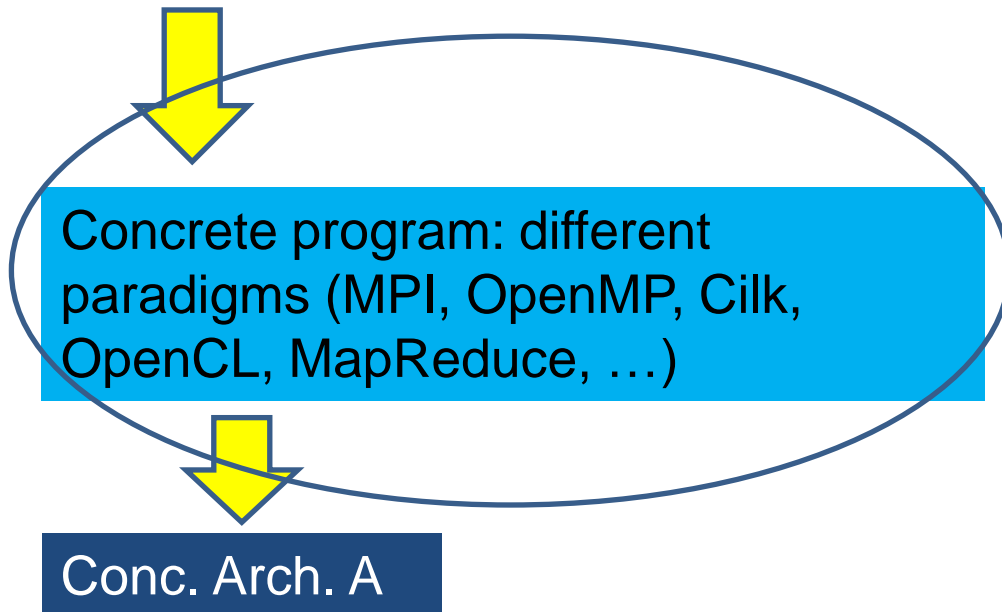 Concrete program: different
paradigms (MPI, OpenMP, Cilk,
OpenCL, MapReduce, …)
Conc. Arch. A